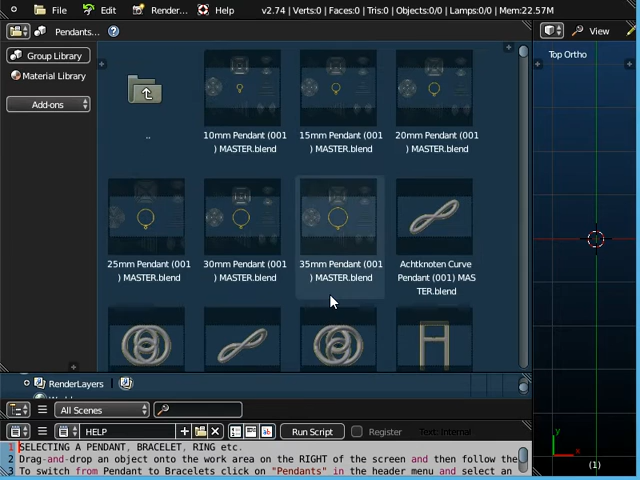 File Edit Render... Help v2.74 | Verts:0 | Faces:0 | Tris:0 | Objects:0/0 | Lamps:0/0 | Mem:22.57M
Pendants... View
Group Library
Material Library
Add-ons
Top Ortho
..
10mm Pendant (001
) MASTER.blend
15mm Pendant (001
) MASTER.blend
20mm Pendant (001
) MASTER.blend
25mm Pendant (001
) MASTER.blend
30mm Pendant (001
) MASTER.blend
35mm Pendant (001
) MASTER.blend
Achtknoten Curve
Pendant (001) MAS
TER.blend
RenderLayers
All Scenes
HELP Run Script Register Text: Internal
1 SELECTING A PENDANT, BRACELET, RING etc.
2 Drag-and-drop an object onto the work area on the RIGHT of the screen and then follow the
3 To switch from Pendant to Bracelets click on "Pendants" in the header menu and select an
y
x
(1)